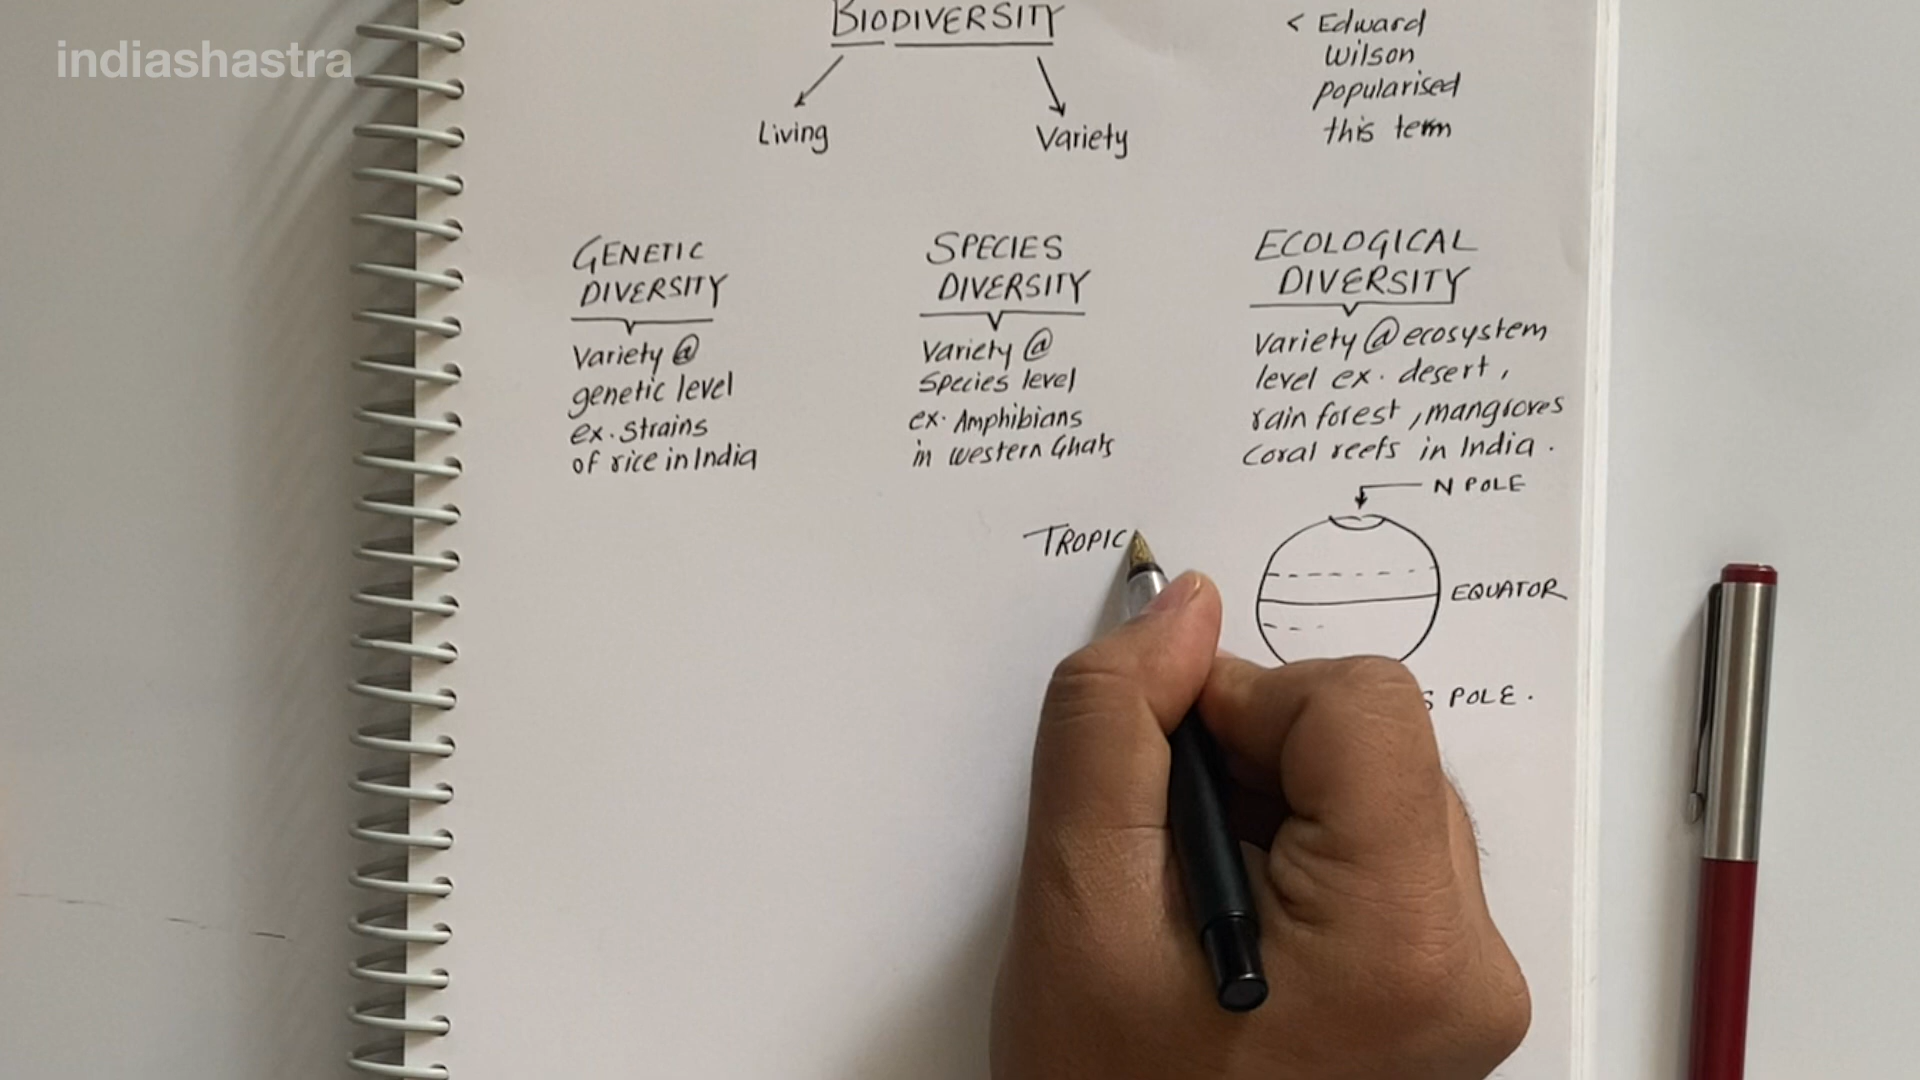 indiashastra
BIODIVERSITY
Living
Variety
< Edward
Wilson
popularised
this term
GENETIC
DIVERSITY
Variety @
genetic level
ex. Strains
of rice in India
SPECIES
DIVERSITY
Variety @
Species level
ex. Amphibians
in western Ghats
ECOLOGICAL
DIVERSITY
Variety @ ecosystem
level ex. desert,
rain forest, mangroves
Coral reefs in India.
N POLE
TROPIC
EQUATOR
S POLE.